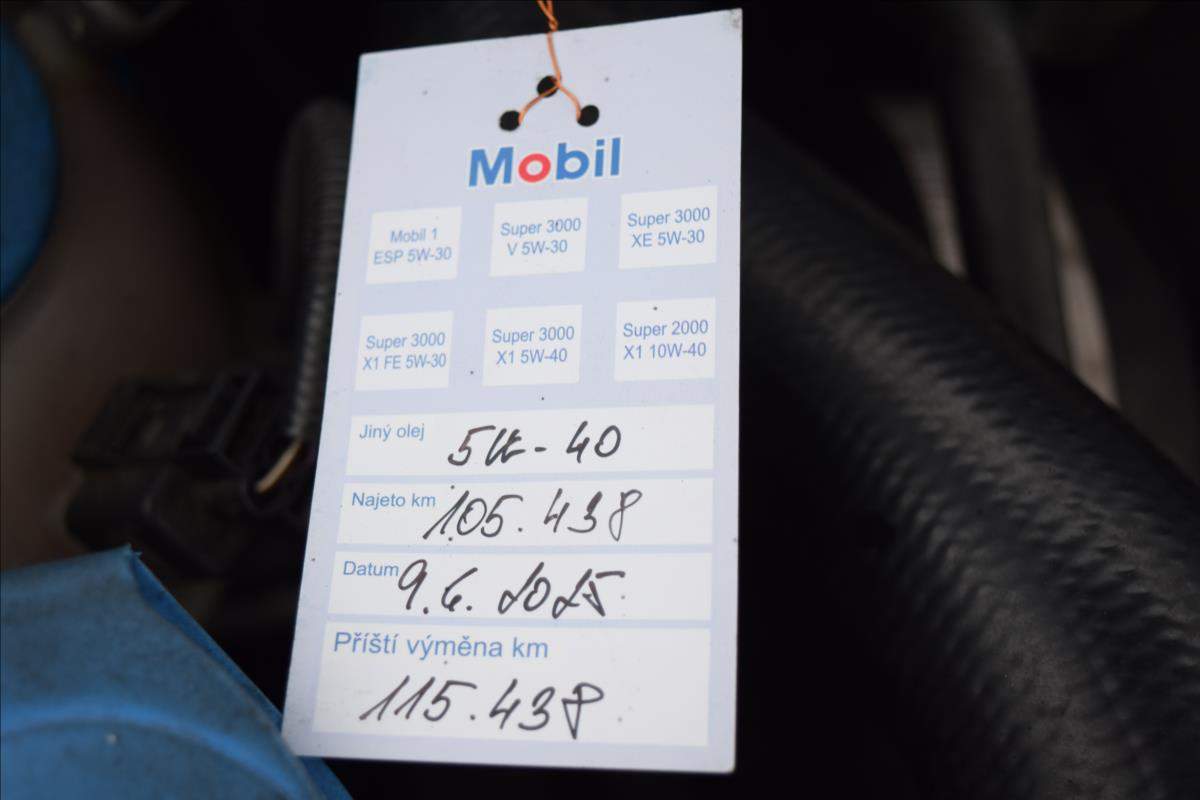 Mobil
Mobil 1
ESP 5W-30
Super 3000
V 5W-30
Super 3000
XE 5W-30
Super 3000
X1 FE 5W-30
Super 3000
X1 5W-40
Super 2000
X1 10W-40
Jiný olej 5W-40
Najeto km 105.438
Datum 9.6.2025
Příští výměna km
115.438